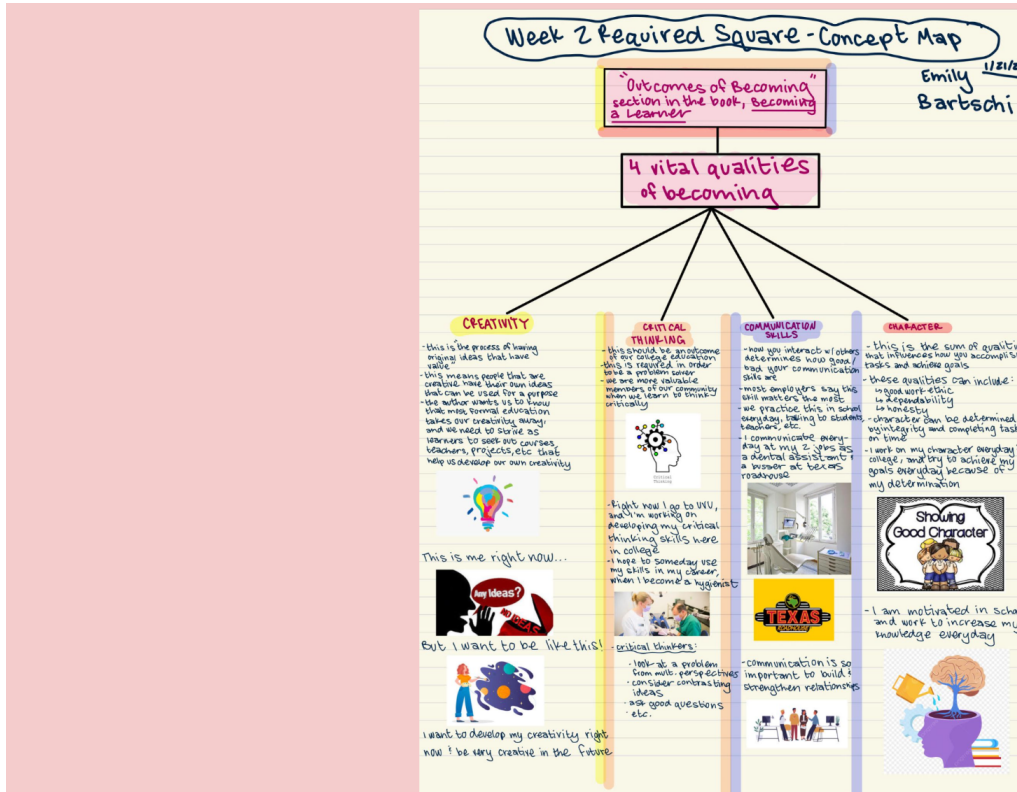 Week 2 Required Square - Concept Map
1/21/2
Emily
Bartschi
"Outcomes of Becoming"
section in the book, Becoming
a Learner
4 vital qualities
of becoming
CREATIVITY
- this is "the process of having
original ideas that have
value"
- this means people that are
creative have their own ideas
that can be used for a purpose
- the author wants us to know
that most formal education
takes our creativity away,
and we need to strive as
learners to seek out courses,
teachers, projects, etc that
help us develop our own creativity
This is me right now...
Any Ideas?
NO IDEAS
But I want to be like this!
I want to develop my creativity right
now & be very creative in the future
CRITICAL
THINKING
- this should be an outcome
of our college education
- this is required in order
to be a problem solver
- we are more valuable
members of our community
when we learn to think
critically
Critical
Thinking
- Right now I go to UVU,
and I'm working on
developing my critical
thinking skills here
in college
- I hope to someday use
my skills in my career,
when I become a hygienist
- critical thinkers:
· look at a problem
from mult. perspectives
· consider contrasting
ideas
· ask good questions
· etc.
COMMUNICATION
SKILLS
- how you interact w/ others
determines how good/
bad your communication
skills are
- most employers say this
skill matters the most
- we practice this in school
everyday, talking to students,
teachers, etc.
- I communicate every-
day at my 2 jobs as
a dental assistant &
a busser at texas
roadhouse
TEXAS
ROADHOUSE
- communication is so
important to build &
strengthen relationships
CHARACTER
- this is the sum of qualiti
that influences how you accomplis
tasks and achieve goals
- these qualities can include:
↳ good work ethic
↳ dependability
↳ honesty
- character can be determined
by integrity and completing task
on time
- I work on my character everyday
college, and try to achieve my
goals everyday because of
my determination
Showing
Good Character
- I am motivated in scho
and work to increase my
knowledge everyday